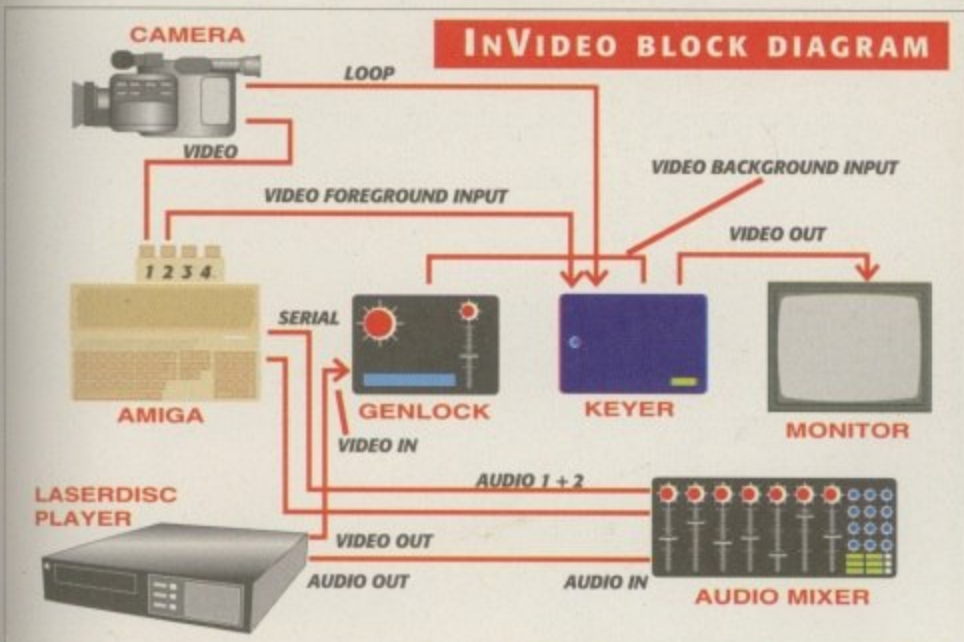 CAMERA
INVIDEO BLOCK DIAGRAM
LOOP
VIDEO
VIDEO BACKGROUND INPUT
VIDEO FOREGROUND INPUT
VIDEO OUT
1 2 3 4
SERIAL
AMIGA
GENLOCK
KEYER
MONITOR
VIDEO IN
AUDIO 1 + 2
LASERDISC
PLAYER
VIDEO OUT
AUDIO OUT
AUDIO IN
AUDIO MIXER